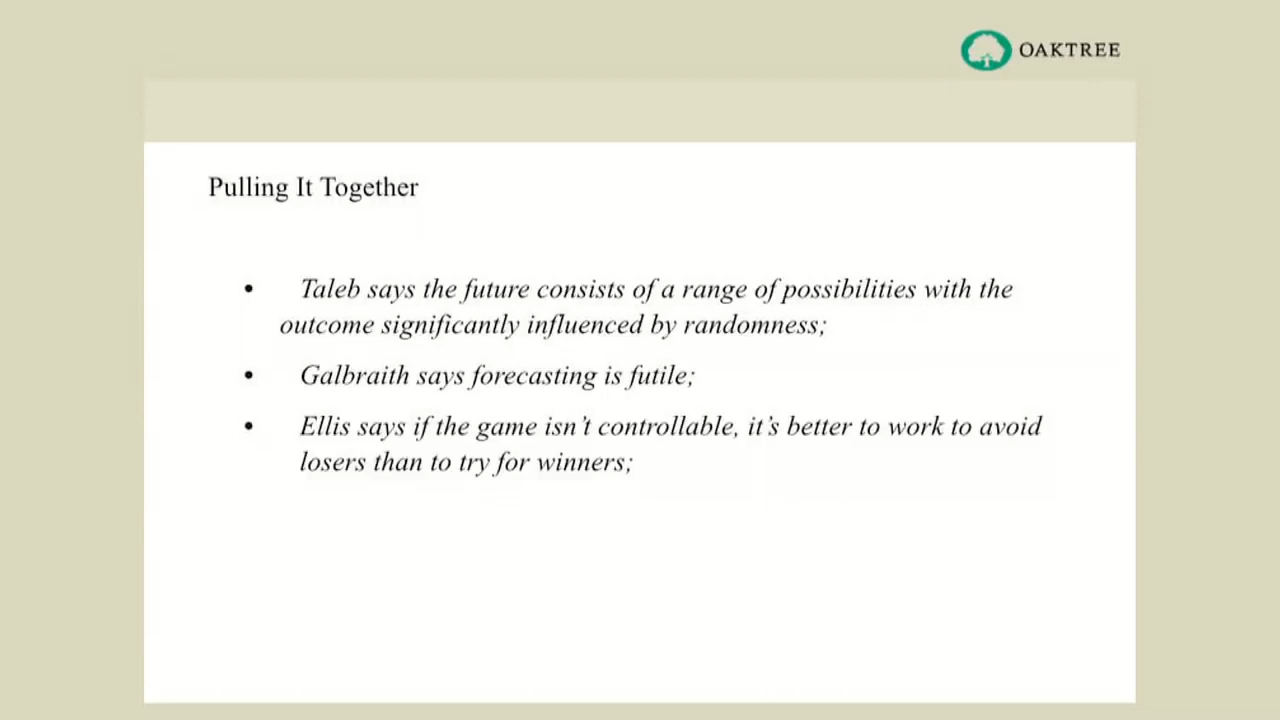 OAKTREE
Pulling It Together
• Taleb says the future consists of a range of possibilities with the
outcome significantly influenced by randomness;
• Galbraith says forecasting is futile;
• Ellis says if the game isn’t controllable, it’s better to work to avoid
losers than to try for winners;